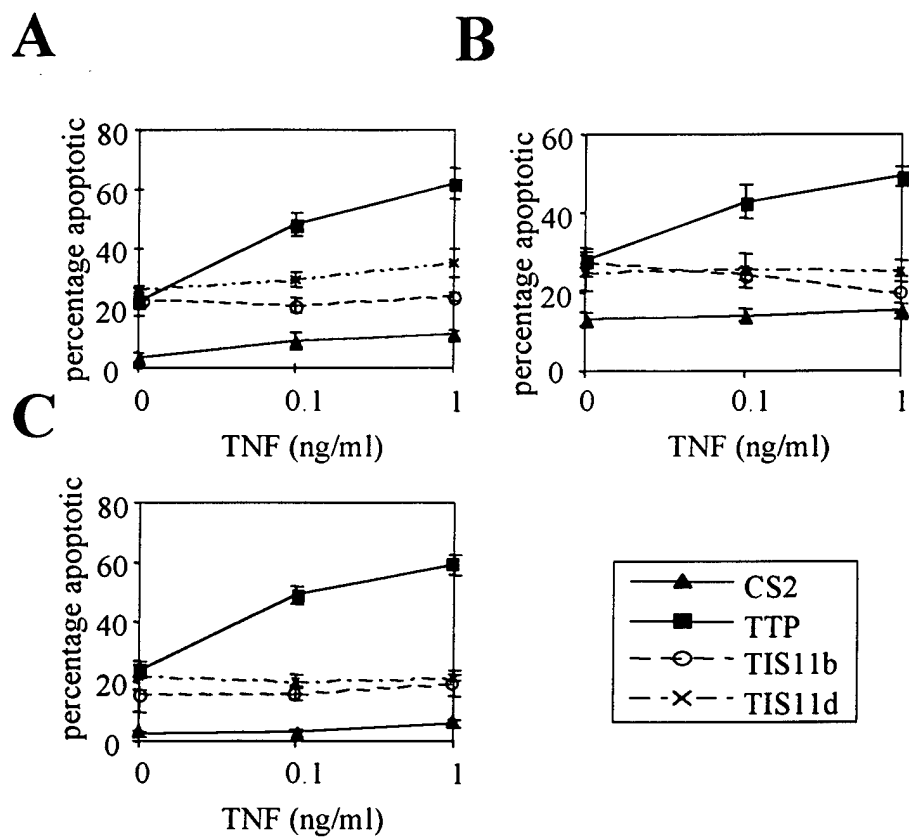 A
percentage apoptotic
80
60
40
20
0
0 0.1 1
TNF (ng/ml)
B
percentage apoptotic
60
40
20
0
0 0.1 1
TNF (ng/ml)
C
percentage apoptotic
80
60
40
20
0
0 0.1 1
TNF (ng/ml)
CS2
TTP
TIS11b
TIS11d